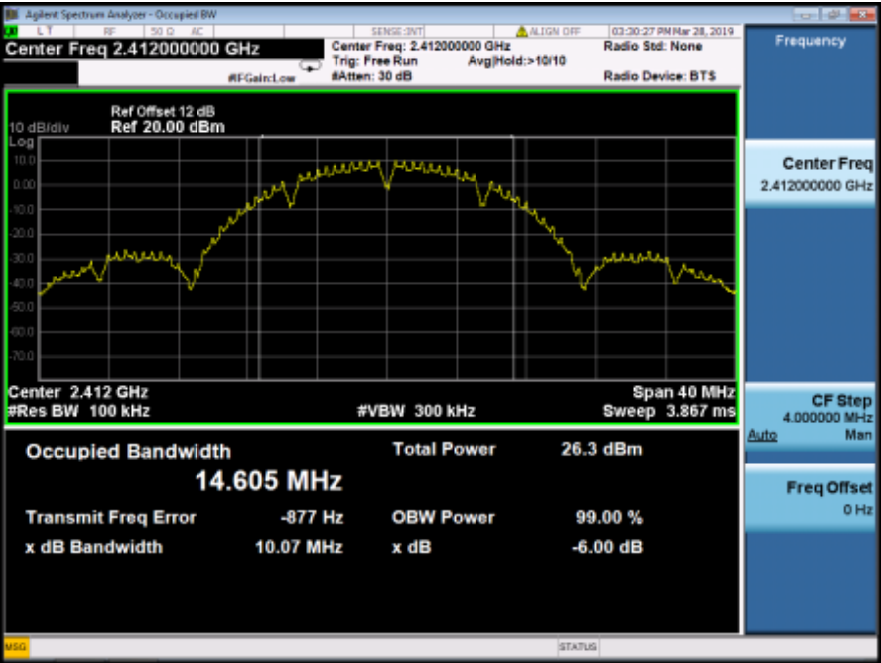 Agilent Spectrum Analyzer - Occupied BW
LT RF 50 Ω AC SENSE:INT ALIGN OFF 03:30:27 PM Mar 28, 2019
Center Freq 2.412000000 GHz
Center Freq: 2.412000000 GHz
Radio Std: None
Trig: Free Run Avg|Hold:>10/10
#IFGain:Low
#Atten: 30 dB
Radio Device: BTS
Ref Offset 12 dB
10 dB/div Ref 20.00 dBm
Log
10.0
0.00
-10.0
-20.0
-30.0
-40.0
-50.0
-60.0
-70.0
Center 2.412 GHz
Span 40 MHz
#Res BW 100 kHz
#VBW 300 kHz
Sweep 3.867 ms
Occupied Bandwidth
Total Power 26.3 dBm
14.605 MHz
Transmit Freq Error -877 Hz
OBW Power 99.00 %
x dB Bandwidth 10.07 MHz
x dB -6.00 dB
Frequency
Center Freq
2.412000000 GHz
CF Step
4.000000 MHz
Auto Man
Freq Offset
0 Hz
MSG
STATUS